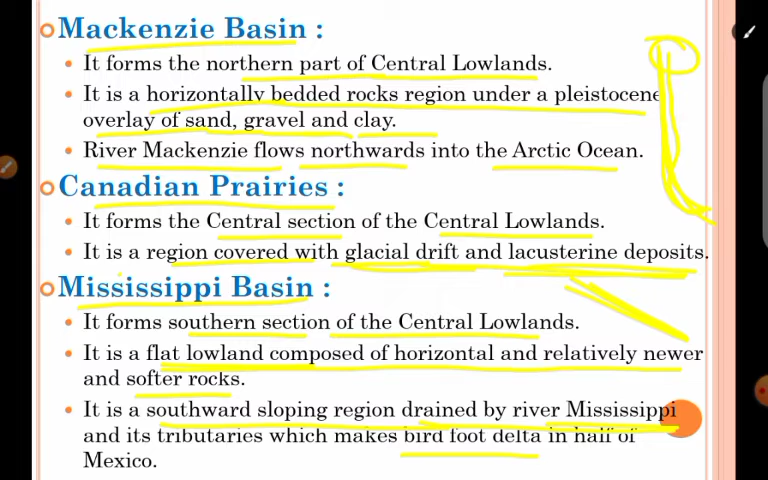 Mackenzie Basin :
It forms the northern part of Central Lowlands.
It is a horizontally bedded rocks region under a pleistocene
overlay of sand, gravel and clay.
River Mackenzie flows northwards into the Arctic Ocean.
Canadian Prairies :
It forms the Central section of the Central Lowlands.
It is a region covered with glacial drift and lacusterine deposits.
Mississippi Basin :
It forms southern section of the Central Lowlands.
It is a flat lowland composed of horizontal and relatively newer
and softer rocks.
It is a southward sloping region drained by river Mississippi
and its tributaries which makes bird foot delta in half of
Mexico.